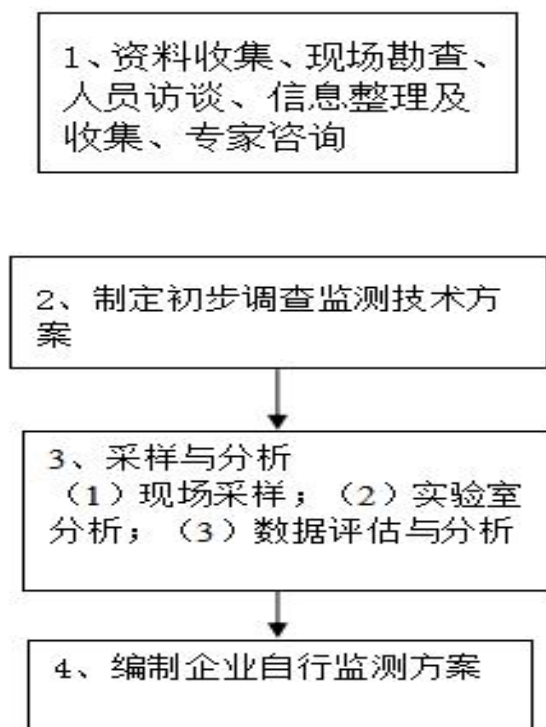 1、资料收集、现场勘查、
人员访谈、信息整理及
收集、专家咨询
2、制定初步调查监测技术方
案
3、采样与分析
（1）现场采样；（2）实验室
分析；（3）数据评估与分析
4、编制企业自行监测方案